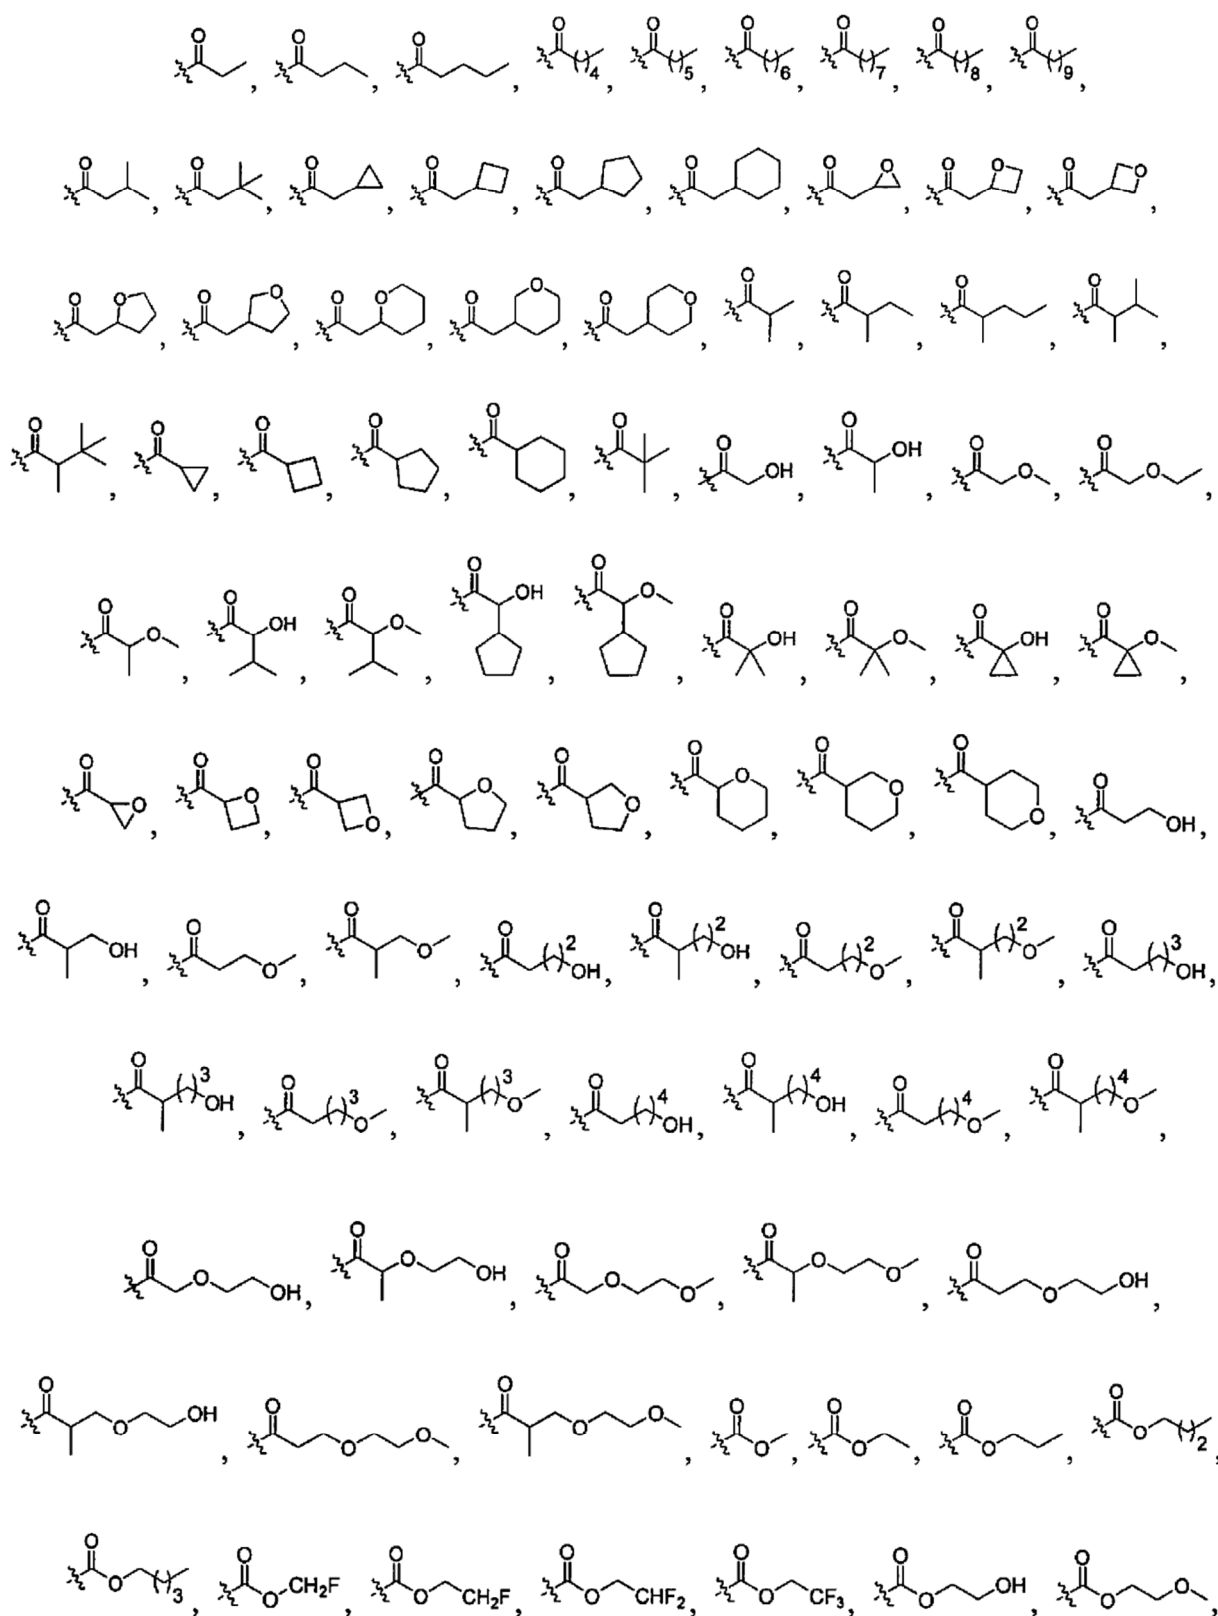 O , O , O , O ( )4 , O ( )5 , O ( )6 , O ( )7 , O ( )8 , O ( )9 ,
O , O , O , O , O , O , O O , O O , O O ,
O O , O O , O O , O O , O O , O , O , O , O ,
O , O , O , O , O , O , O OH , O OH , O O , O O ,
O O , O OH , O O , O OH , O O , O OH , O O , O OH , O O ,
O O , O O , O O , O O , O O , O O , O O , O O , O OH ,
O OH , O O , O O , O ( )2 OH , O ( )2 OH , O ( )2 O , O ( )2 O , O ( )3 OH ,
O ( )3 OH , O ( )3 O , O ( )3 O , O ( )4 OH , O ( )4 OH , O ( )4 O , O ( )4 O ,
O O OH , O O OH , O O O , O O O , O O OH ,
O O OH , O O O , O O O , O O , O O , O O , O O ( )2 ,
O O ( )3 , O O CH2F , O O CH2F , O O CHF2 , O O CF3 , O O OH , O O O ,